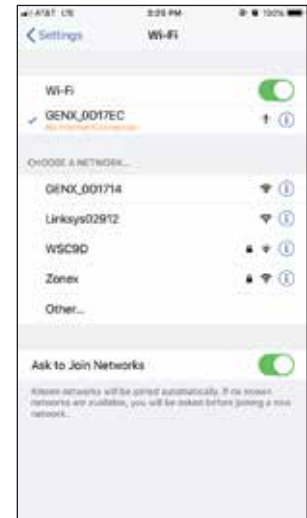 AT&T LTE 3:25 PM 100%
Settings Wi-Fi
Wi-Fi
GENX_0017EC
No Internet Connection
CHOOSE A NETWORK...
GENX_001714
Linksys02912
WSC9D
Zonex
Other...
Ask to Join Networks
Known networks will be joined automatically. If no known
networks are available, you will be asked before joining a new
network.